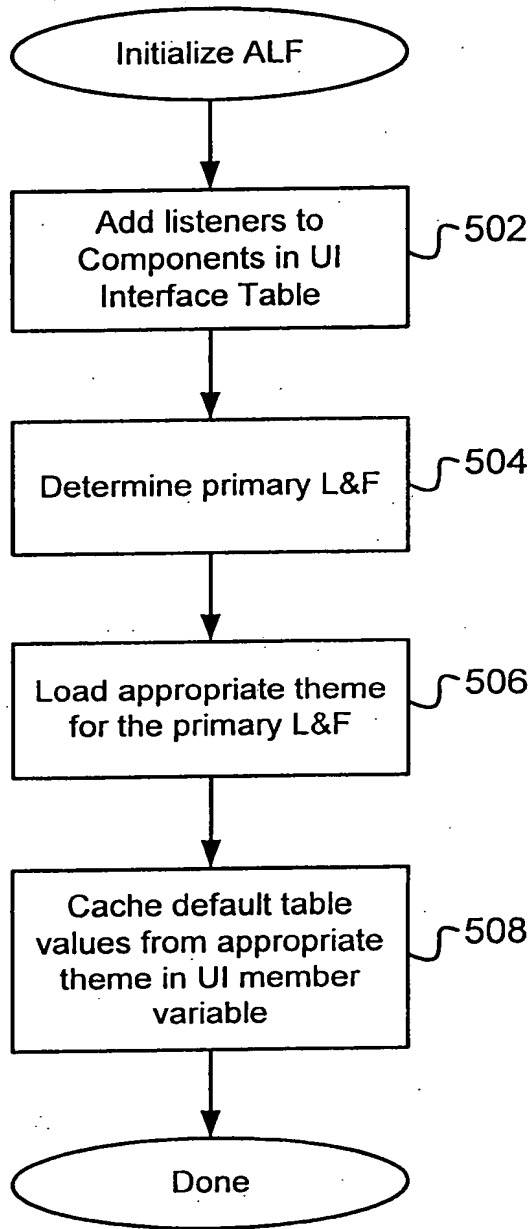 Initialize ALF
Add listeners to
Components in UI
Interface Table
502
Determine primary L&F
504
Load appropriate theme
for the primary L&F
506
Cache default table
values from appropriate
theme in UI member
variable
508
Done